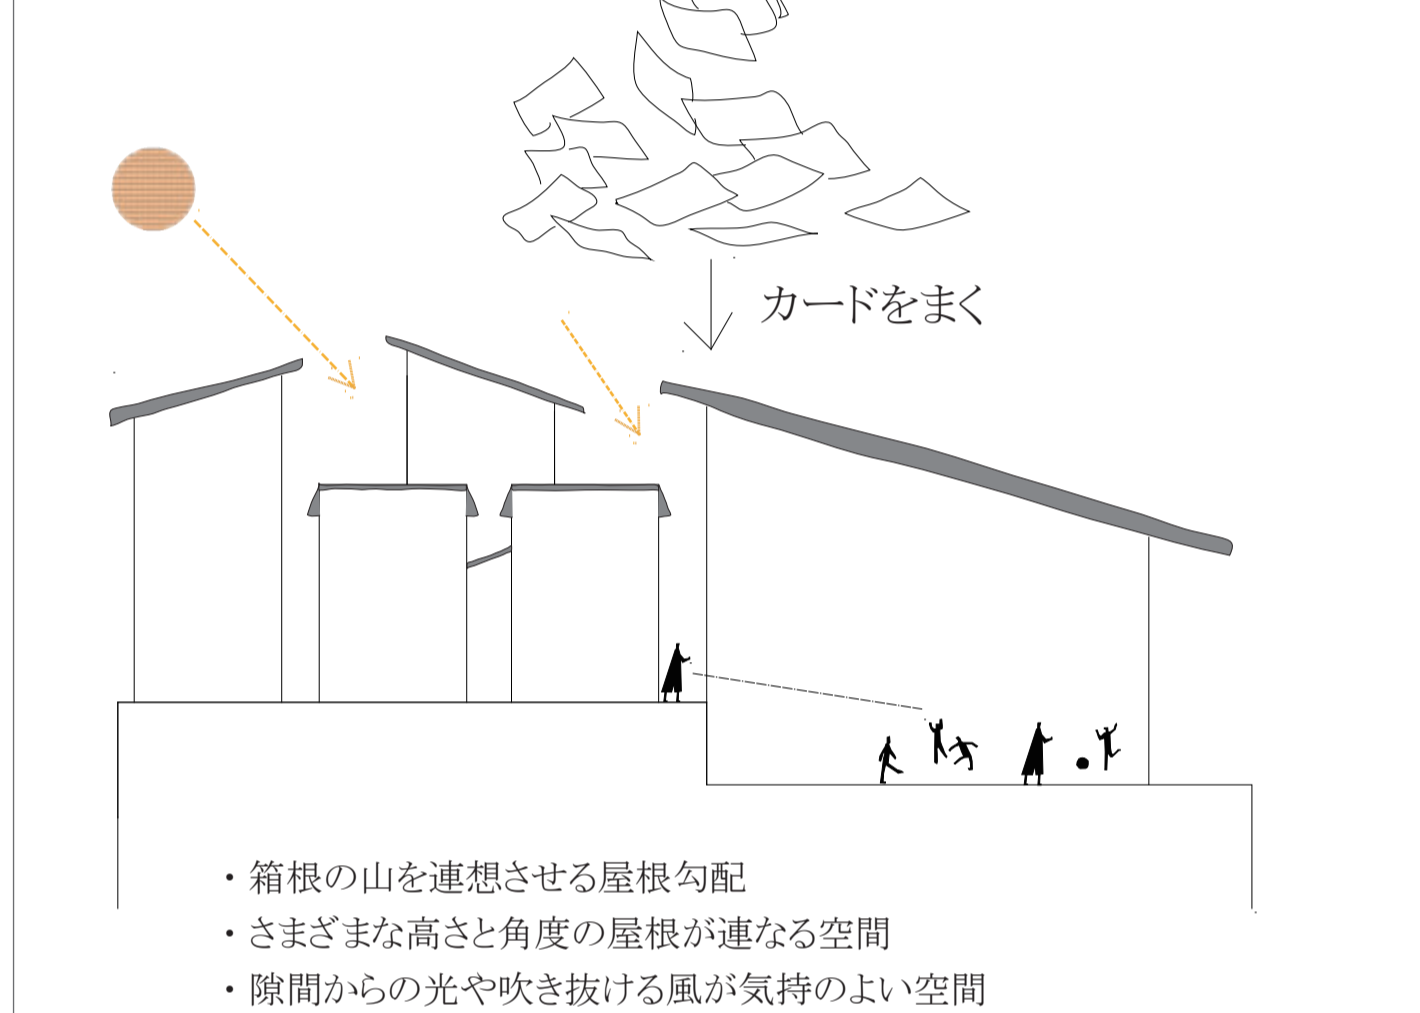 カードをまく
・箱根の山を連想させる屋根勾配
・さまざまな高さと角度の屋根が連なる空間
・隙間からの光や吹き抜ける風が気持のよい空間